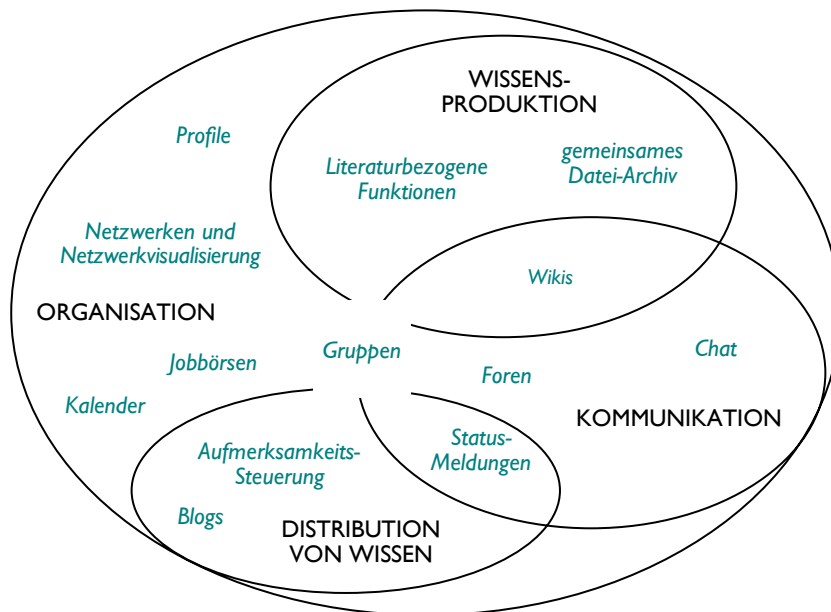 WISSENS-
PRODUKTION
Profile
Literaturbezogene
Funktionen
gemeinsames
Datei-Archiv
Netzwerken und
Netzwerkvisualisierung
Wikis
ORGANISATION
Jobbörsen
Gruppen
Foren
Chat
Kalender
KOMMUNIKATION
Aufmerksamkeits-
Steuerung
Status-
Meldungen
Blogs
DISTRIBUTION
VON WISSEN